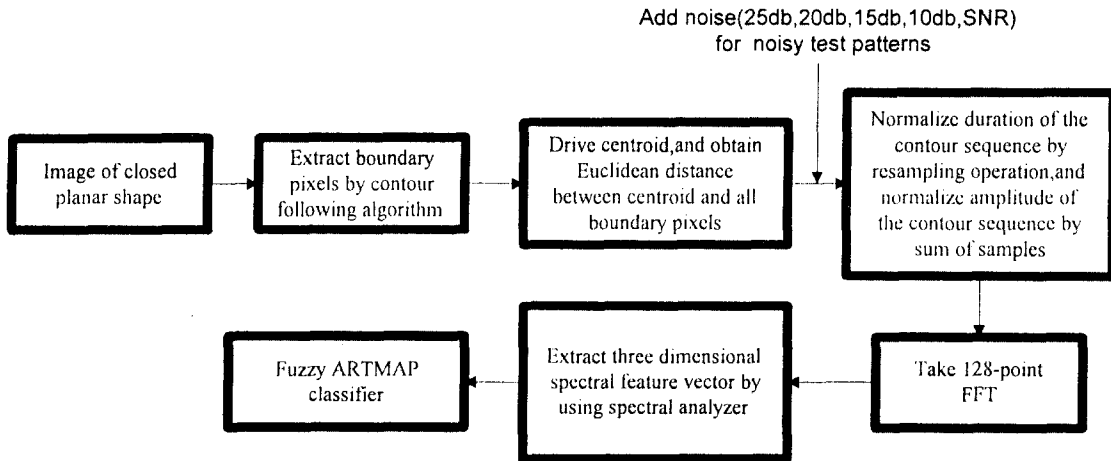 Add noise(25db,20db,15db,10db,SNR)
for noisy test patterns
Image of closed
planar shape
Extract boundary
pixels by contour
following algorithm
Drive centroid,and obtain
Euclidean distance
between centroid and all
boundary pixels
Normalize duration of the
contour sequence by
resampling operation,and
normalize amplitude of
the contour sequence by
sum of samples
Take 128-point
FFT
Extract three dimensional
spectral feature vector by
using spectral analyzer
Fuzzy ARTMAP
classifier